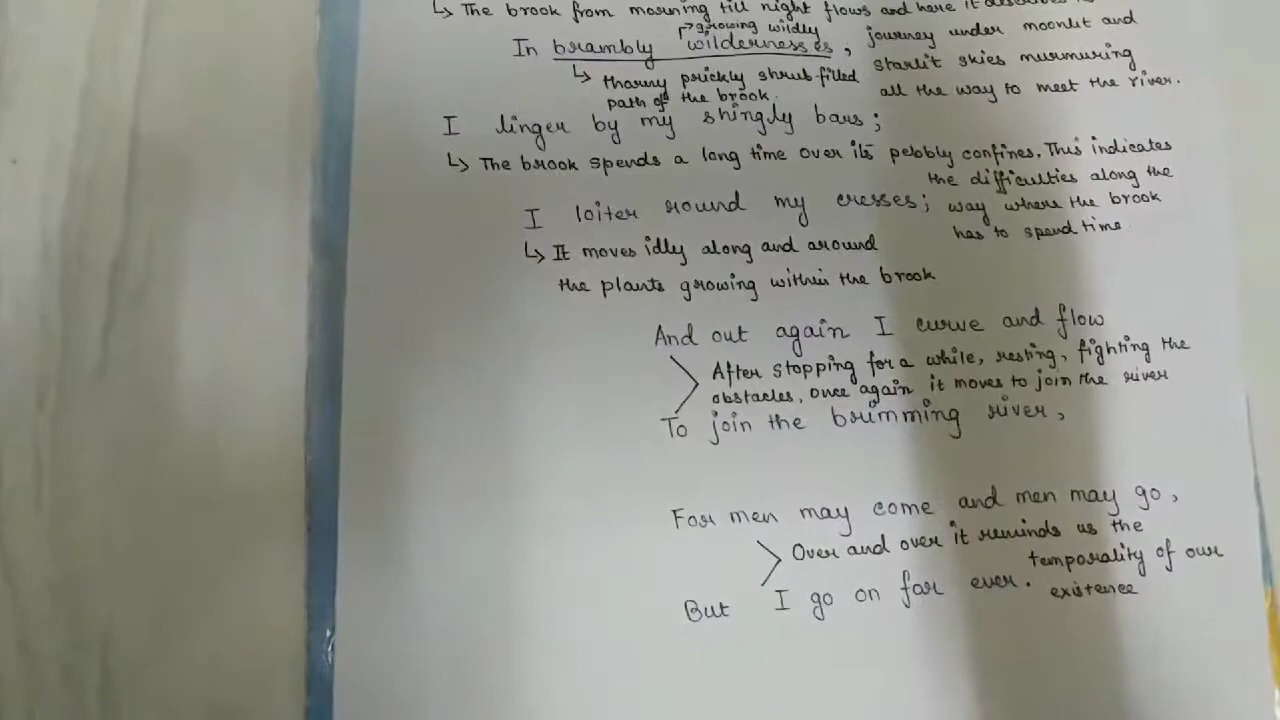 ↳ The brook from morning till night flows and here it describes its
↱ growing wildly
In brambly wildernesses, journey under moonlit and
↳ thorny prickly shrub filled starlit skies murmuring
path of the brook. all the way to meet the river.
I linger by my shingly bars;
↳ The brook spends a long time over its pebbly confines. This indicates
the difficulties along the
I loiter round my cresses; way where the brook
has to spend time.
↳ It moves idly along and around
the plants growing within the brook
And out again I curve and flow
After stopping for a while, resting, fighting the
obstacles, once again it moves to join the river
To join the brimming river,
For men may come and men may go,
Over and over it reminds us the
temporality of our
But I go on for ever. existence